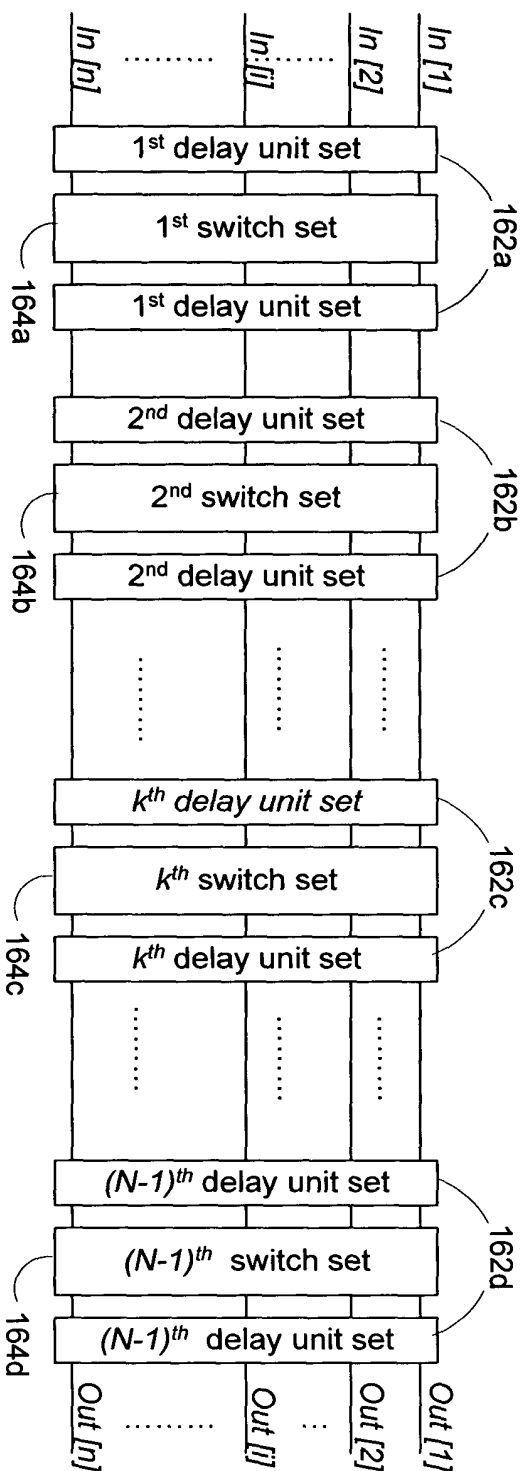 In [1]
In [2]
In [i]
In [n]
1st delay unit set
1st switch set
1st delay unit set
162a
164a
2nd delay unit set
2nd switch set
2nd delay unit set
162b
164b
kth delay unit set
kth switch set
kth delay unit set
162c
164c
(N-1)th delay unit set
(N-1)th switch set
(N-1)th delay unit set
162d
164d
Out [1]
Out [2]
Out [i]
Out [n]